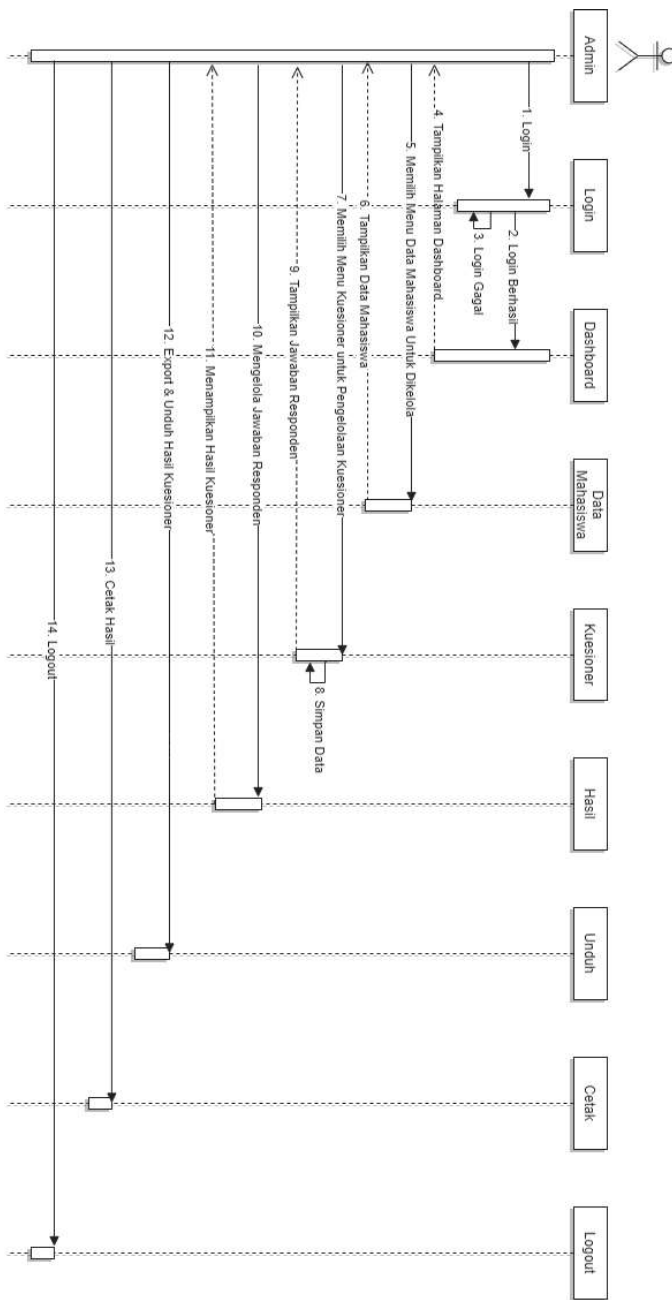 Admin
Login
Dashboard
Data
Mahasiswa
Kuesioner
Hasil
Unduh
Cetak
Logout
1. Login
2. Login Berhasil
3. Login Gagal
4. Tampilkan Halaman Dashboard
5. Memilih Menu Data Mahasiswa Untuk Dikelola
6. Tampilkan Data Mahasiswa
7. Memilih Menu Kuesioner untuk Pengelolaan Kuesioner
8. Simpan Data
9. Tampilkan Jawaban Responden
10. Mengelola Jawaban Responden
11. Menampilkan Hasil Kuesioner
12. Export & Unduh Hasil Kuesioner
13. Cetak Hasil
14. Logout